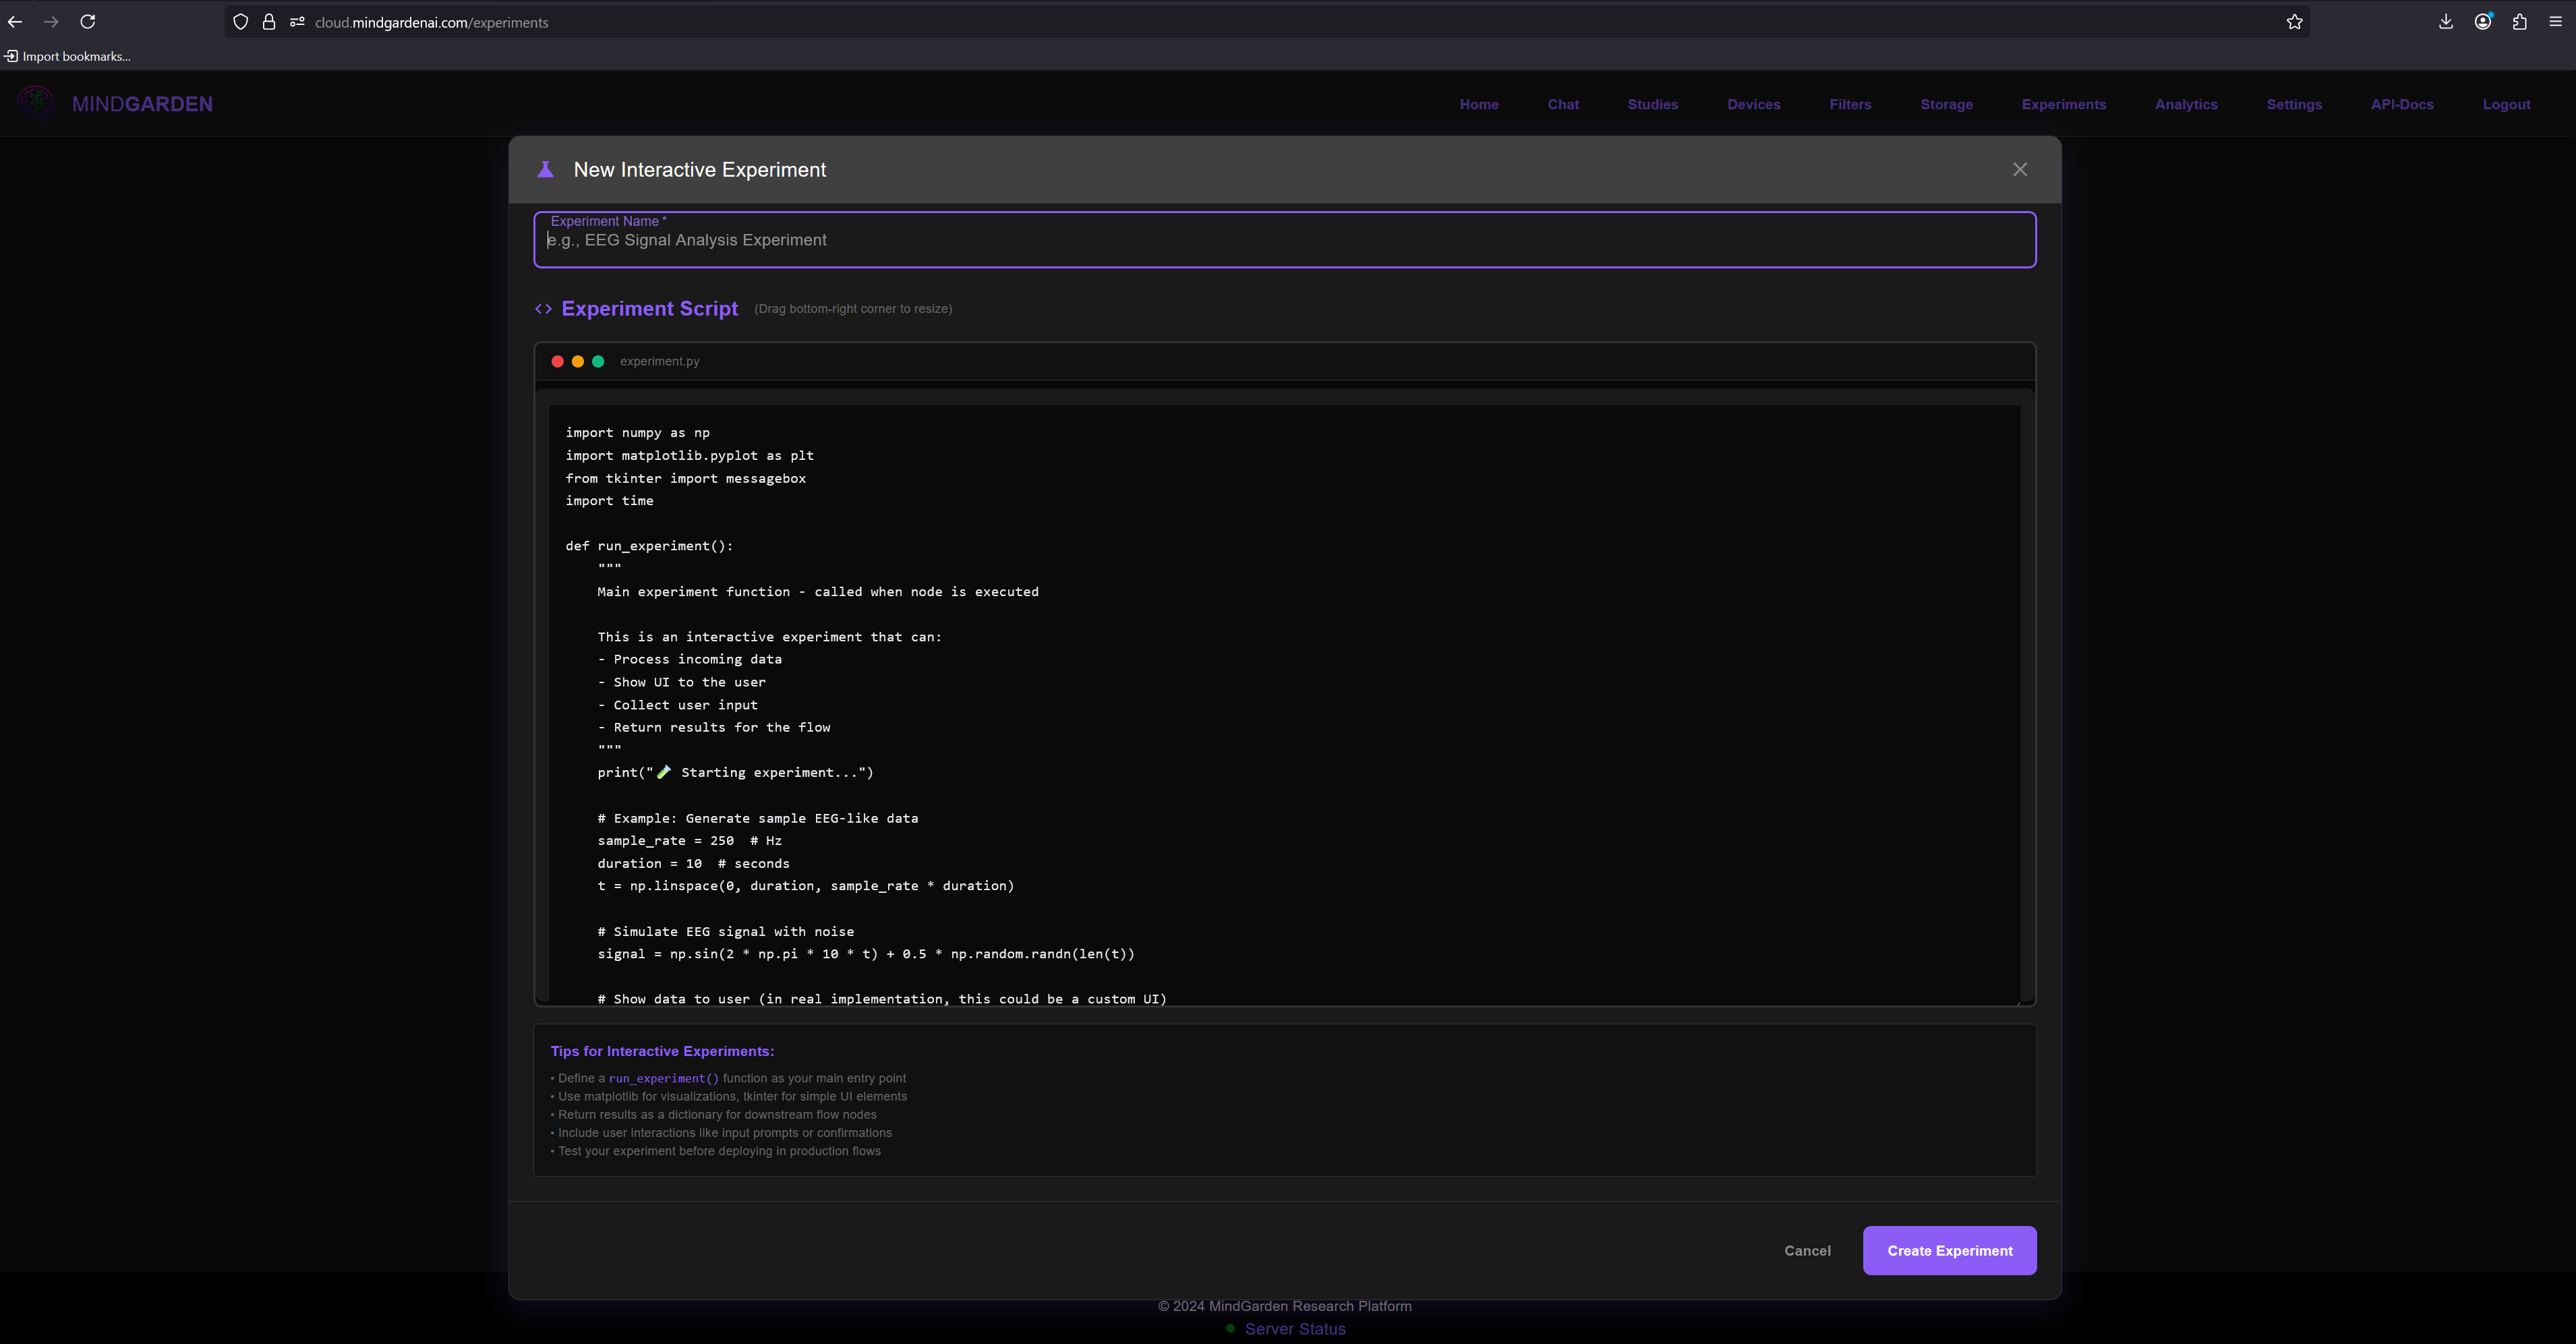 cloud.mindgardenai.com/experiments
Import bookmarks...
MINDGARDEN
Home Chat Studies Devices Filters Storage Experiments Analytics Settings API-Docs Logout
New Interactive Experiment
Experiment Name *
e.g., EEG Signal Analysis Experiment
<> Experiment Script (Drag bottom-right corner to resize)
experiment.py
import numpy as np
import matplotlib.pyplot as plt
from tkinter import messagebox
import time
def run_experiment():
    """
    Main experiment function - called when node is executed
    This is an interactive experiment that can:
    - Process incoming data
    - Show UI to the user
    - Collect user input
    - Return results for the flow
    """
    print("🧪 Starting experiment...")
    # Example: Generate sample EEG-like data
    sample_rate = 250  # Hz
    duration = 10  # seconds
    t = np.linspace(0, duration, sample_rate * duration)
    # Simulate EEG signal with noise
    signal = np.sin(2 * np.pi * 10 * t) + 0.5 * np.random.randn(len(t))
    # Show data to user (in real implementation, this could be a custom UI)
Tips for Interactive Experiments:
• Define a run_experiment() function as your main entry point
• Use matplotlib for visualizations, tkinter for simple UI elements
• Return results as a dictionary for downstream flow nodes
• Include user interactions like input prompts or confirmations
• Test your experiment before deploying in production flows
Cancel Create Experiment
© 2024 MindGarden Research Platform
Server Status